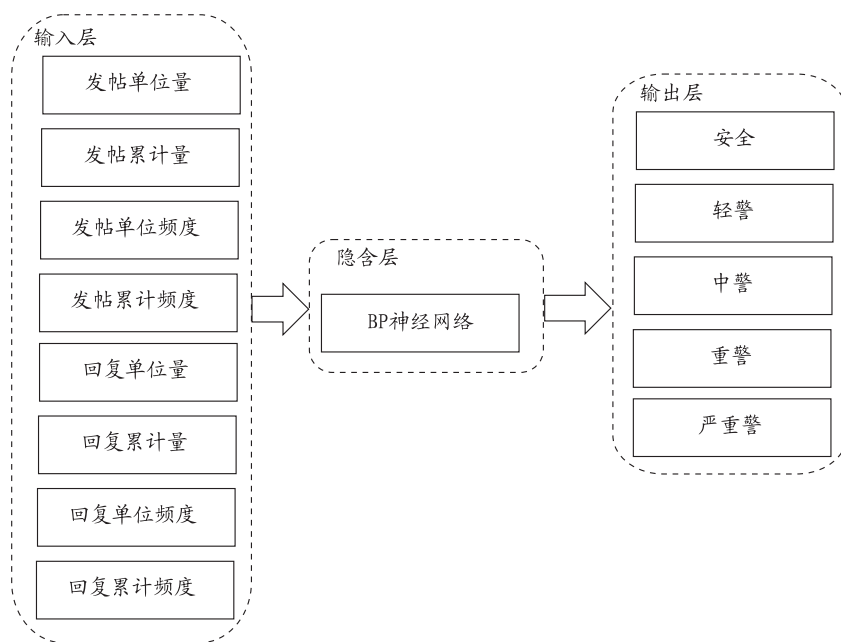 输入层
发帖单位量
发帖累计量
发帖单位频度
发帖累计频度
回复单位量
回复累计量
回复单位频度
回复累计频度
隐含层
BP神经网络
输出层
安全
轻警
中警
重警
严重警